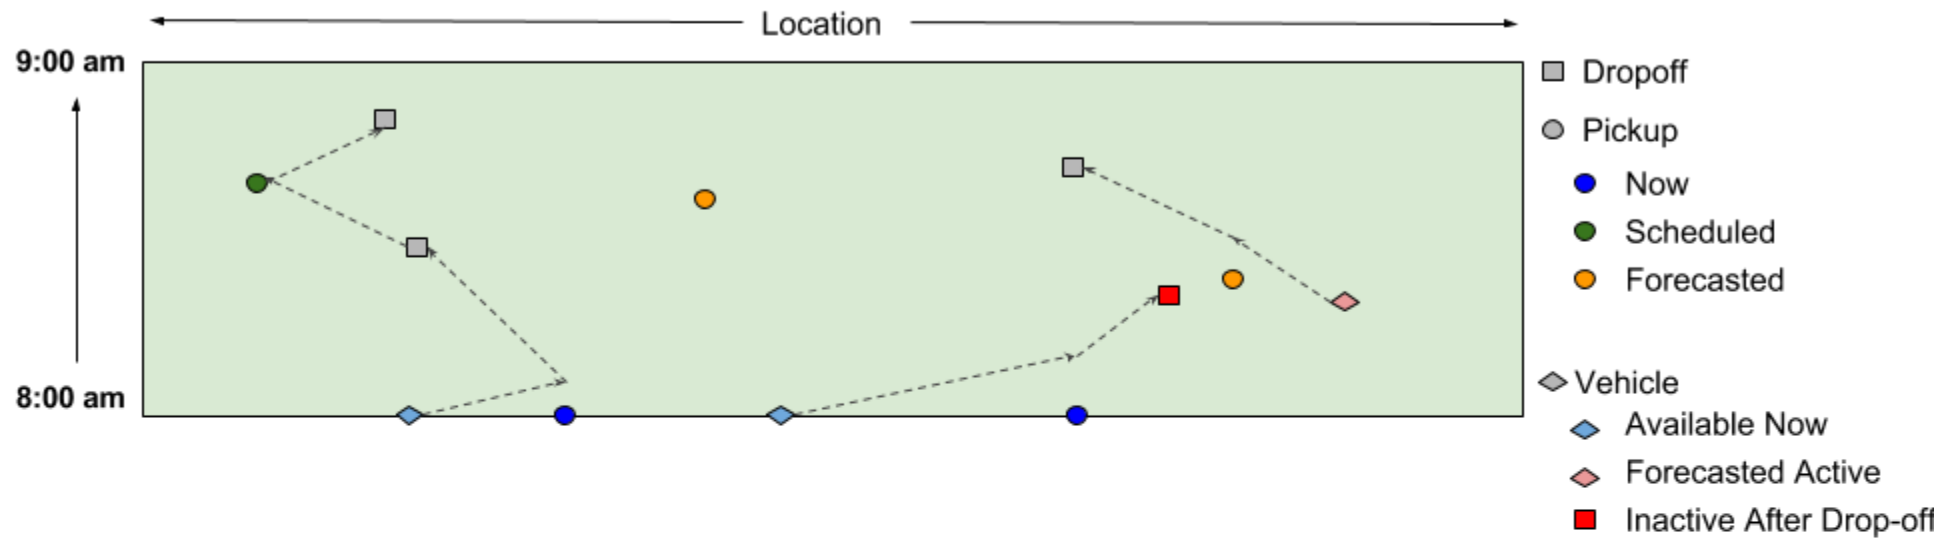 Location
9:00 am
8:00 am
Dropoff
Pickup
Now
Scheduled
Forecasted
Vehicle
Available Now
Forecasted Active
Inactive After Drop-off